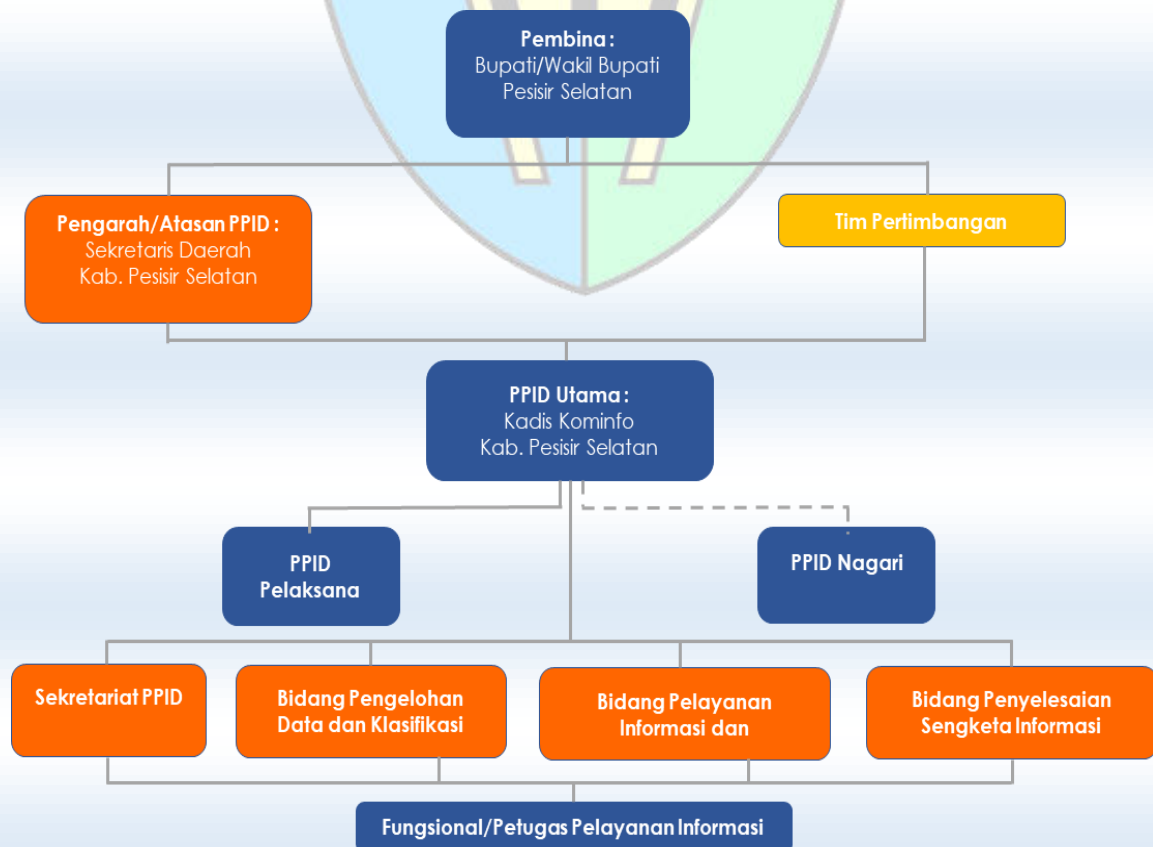 Pembina :
Bupati/Wakil Bupati
Pesisir Selatan
Pengarah/Atasan PPID :
Sekretaris Daerah
Kab. Pesisir Selatan
Tim Pertimbangan
PPID Utama :
Kadis Kominfo
Kab. Pesisir Selatan
PPID
Pelaksana
PPID Nagari
Sekretariat PPID
Bidang Pengelohan
Data dan Klasifikasi
Bidang Pelayanan
Informasi dan
Bidang Penyelesaian
Sengketa Informasi
Fungsional/Petugas Pelayanan Informasi